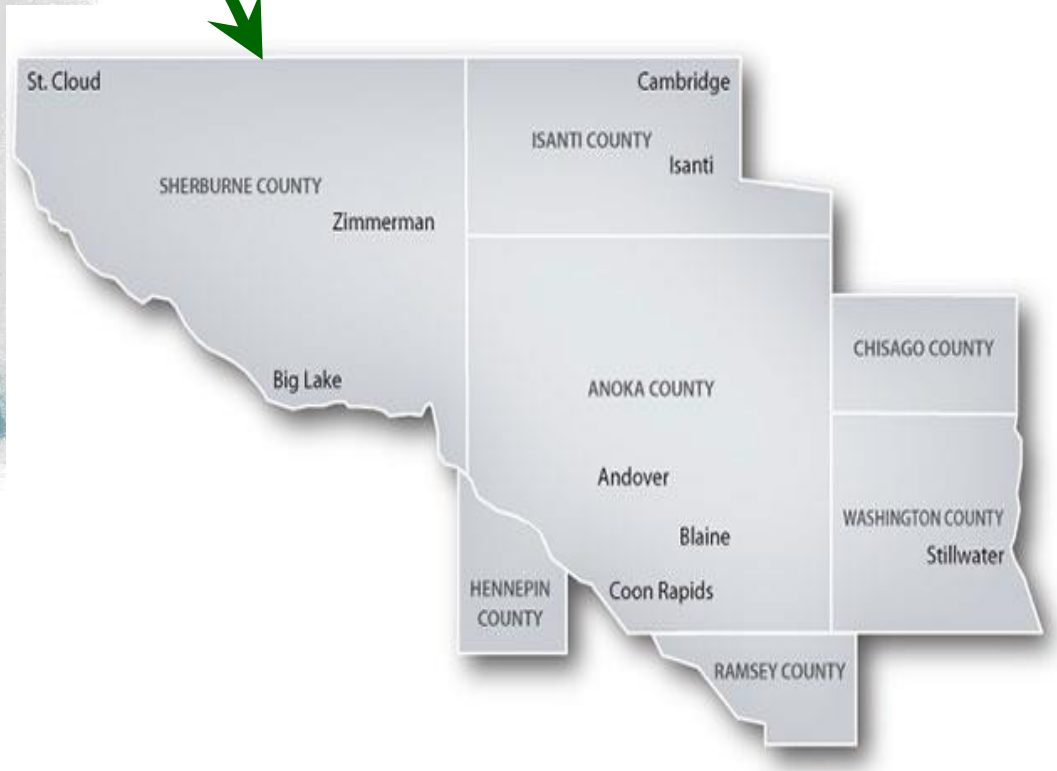 St. Cloud
Cambridge
ISANTI COUNTY
Isanti
SHERBURNE COUNTY
Zimmerman
CHISAGO COUNTY
Big Lake
ANOKA COUNTY
Andover
WASHINGTON COUNTY
Blaine
Stillwater
HENNEPIN
COUNTY
Coon Rapids
RAMSEY COUNTY